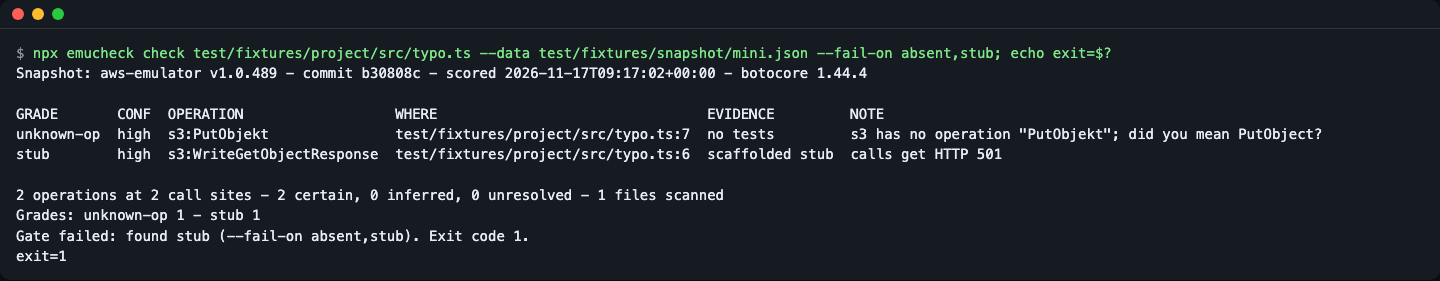 $ npx emucheck check test/fixtures/project/src/typo.ts --data test/fixtures/snapshot/mini.json --fail-on absent,stub; echo exit=$?
Snapshot: aws-emulator v1.0.489 - commit b30808c - scored 2026-11-17T09:17:02+00:00 - botocore 1.44.4
GRADE CONF OPERATION WHERE EVIDENCE NOTE
unknown-op high s3:PutObjekt test/fixtures/project/src/typo.ts:7 no tests s3 has no operation "PutObjekt"; did you mean PutObject?
stub high s3:WriteGetObjectResponse test/fixtures/project/src/typo.ts:6 scaffolded stub calls get HTTP 501
2 operations at 2 call sites - 2 certain, 0 inferred, 0 unresolved - 1 files scanned
Grades: unknown-op 1 - stub 1
Gate failed: found stub (--fail-on absent,stub). Exit code 1.
exit=1